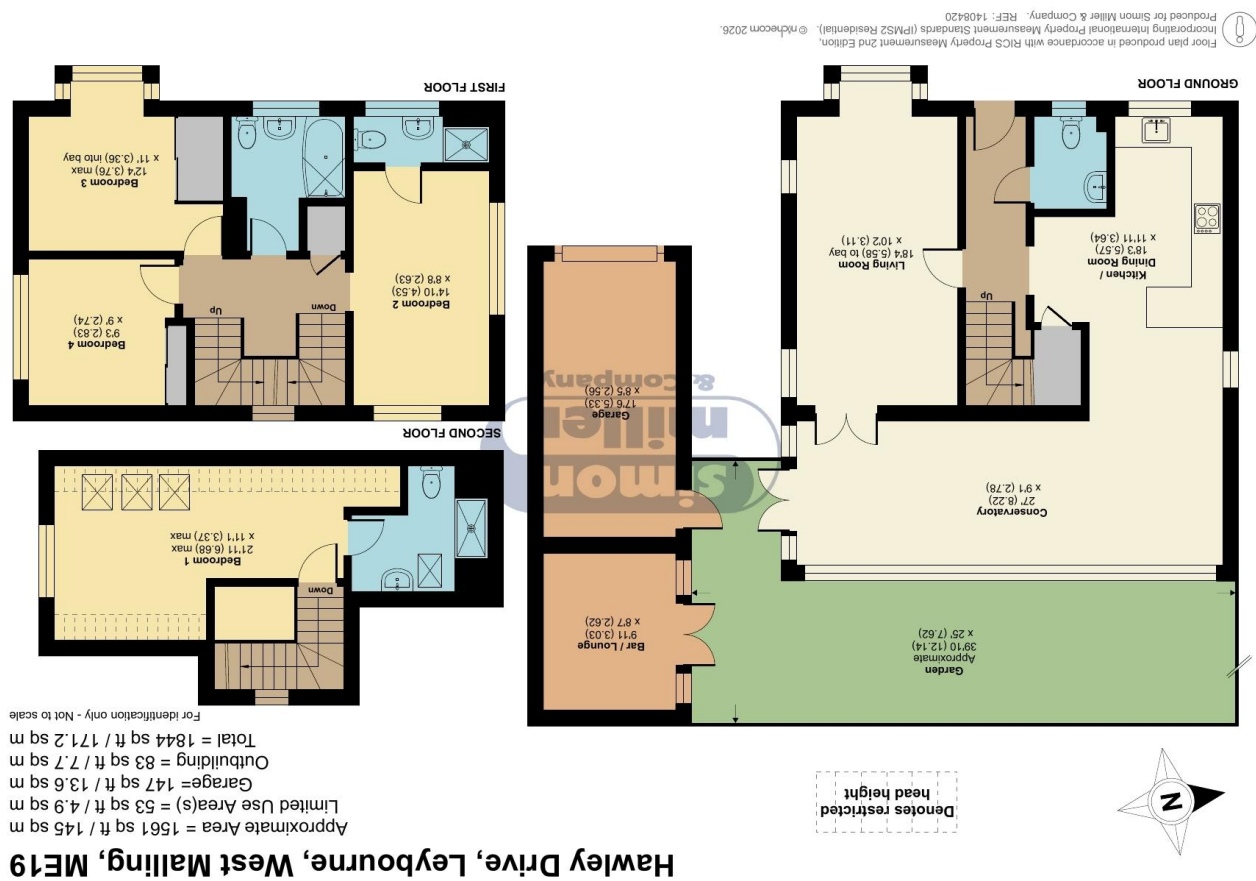 Hawley Drive, Leybourne, West Malling, ME19
Approximate Area = 1561 sq ft / 145 sq m
Limited Use Area(s) = 53 sq ft / 4.9 sq m
Garage= 147 sq ft / 13.6 sq m
Outbuilding = 83 sq ft / 7.7 sq m
Total = 1844 sq ft / 171.2 sq m
For identification only - Not to scale
Denotes restricted
head height
N
Garden
Approximate
39'10 (12.14)
x 25' (7.62)
Bar / Lounge
9'11 (3.03)
x 8'7 (2.62)
Down
Bedroom 1
21'11 (6.68) max
x 11'1 (3.37) max
Conservatory
27' (8.22)
x 9'1 (2.78)
SECOND FLOOR
simon
miller
& Company
Garage
17'6 (5.33)
x 8'5 (2.56)
Up
Kitchen /
Dining Room
18'3 (5.57)
x 11'11 (3.64)
Living Room
18'4 (5.58) to bay
x 10'2 (3.11)
Bedroom 4
9'3 (2.83)
x 9' (2.74)
Up
Down
Bedroom 2
14'10 (4.53)
x 8'8 (2.63)
Bedroom 3
12'4 (3.76) max
x 11' (3.36) into bay
GROUND FLOOR
FIRST FLOOR
Floor plan produced in accordance with RICS Property Measurement 2nd Edition,
Incorporating International Property Measurement Standards (IPMS2 Residential). © nichecom 2026.
Produced for Simon Miller & Company. REF: 1408420